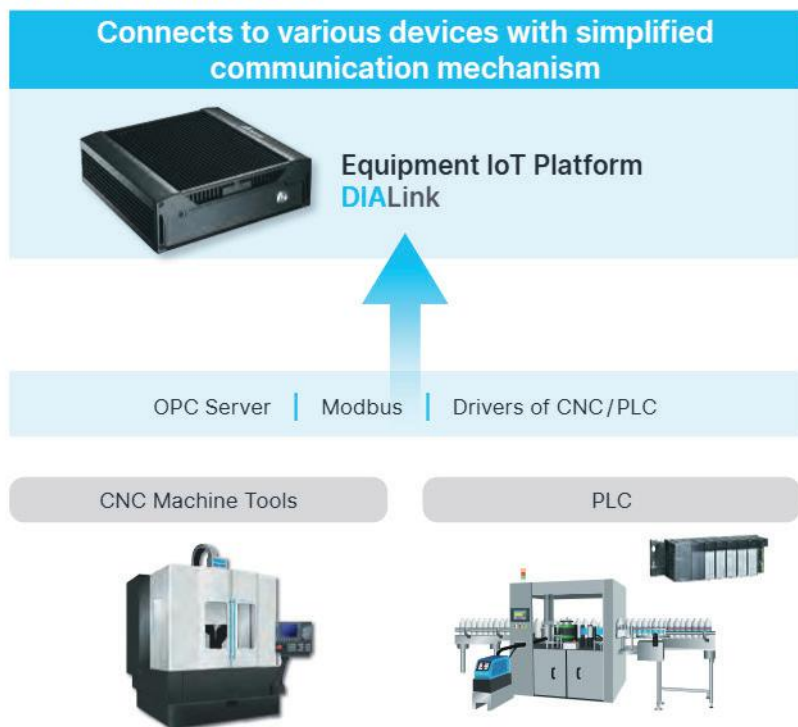 Connects to various devices with simplified
communication mechanism
Equipment IoT Platform
DIALink
OPC Server | Modbus | Drivers of CNC/PLC
CNC Machine Tools
PLC